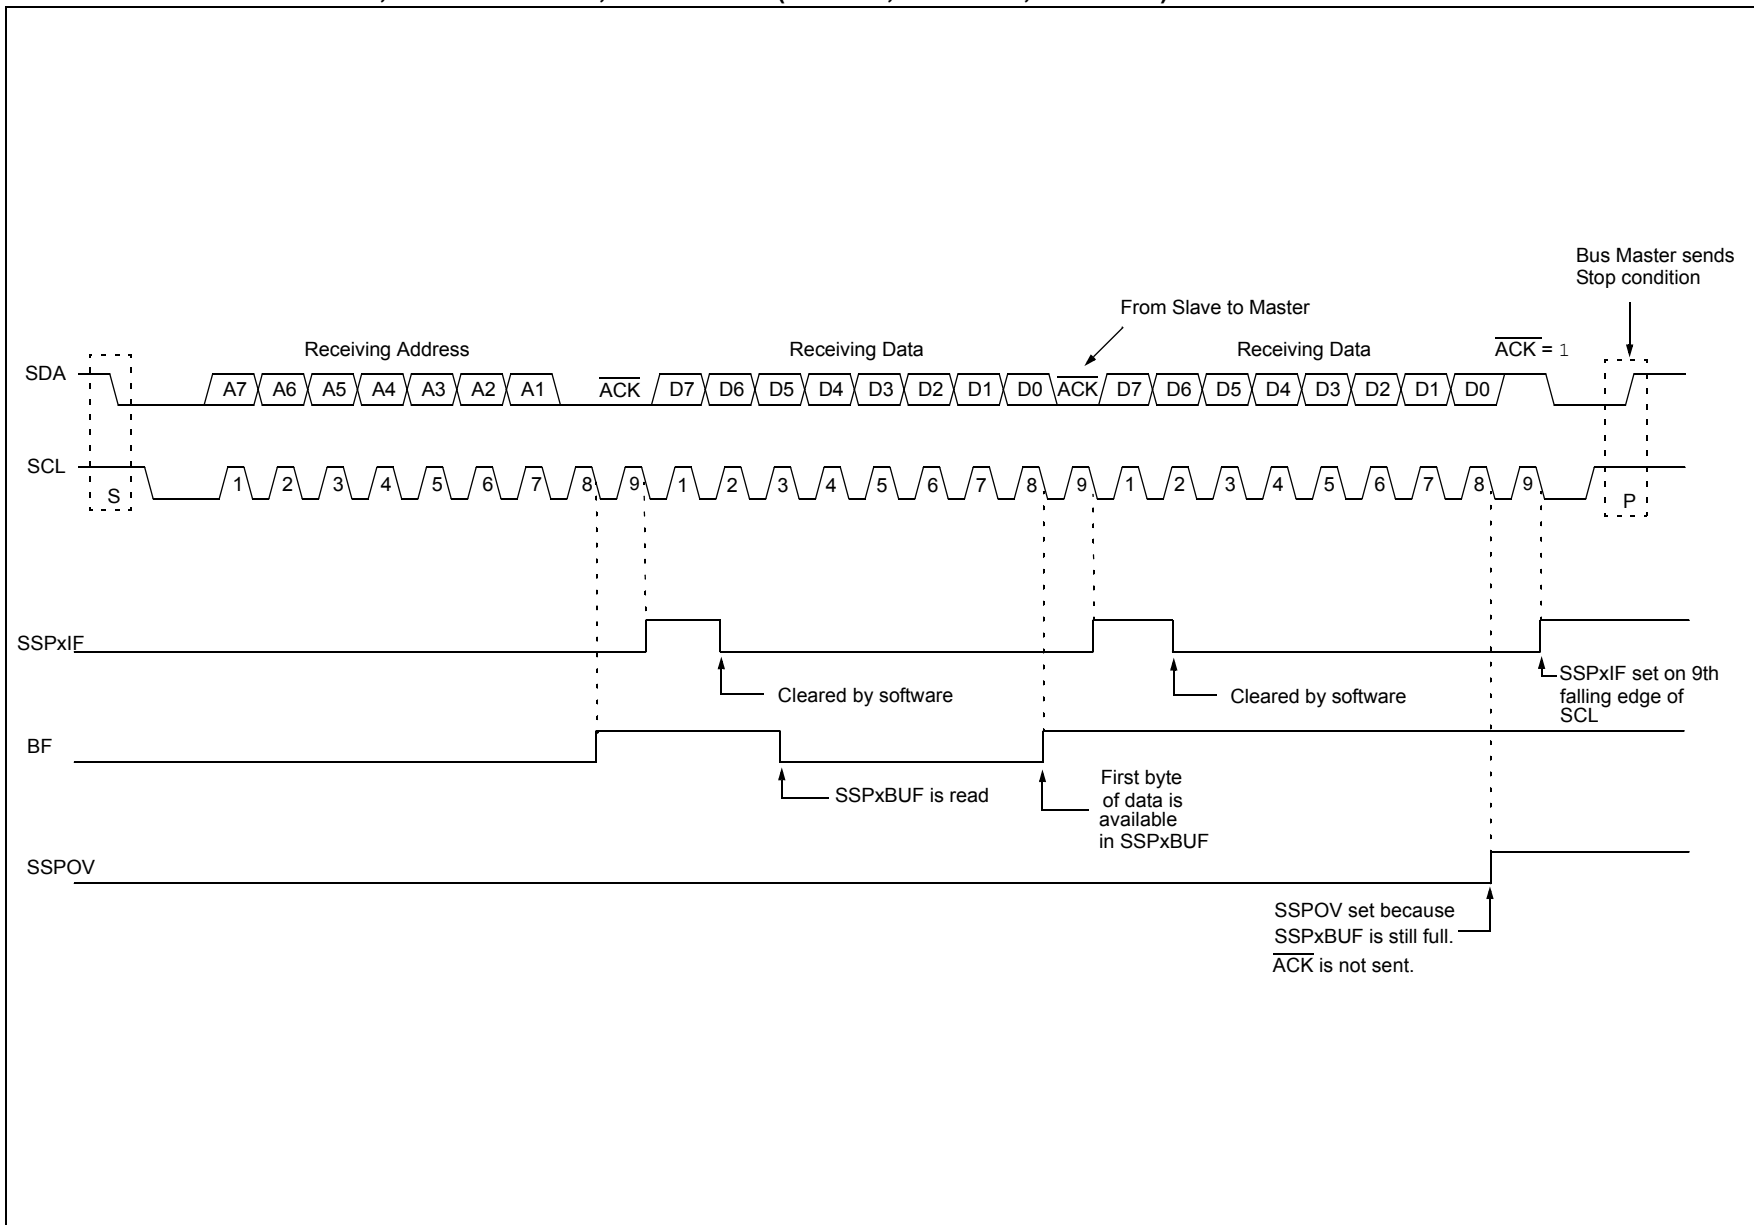 Bus Master sends
Stop condition
From Slave to Master
Receiving Address
Receiving Data
Receiving Data
ACK = 1
SDA
A7 A6 A5 A4 A3 A2 A1 ACK D7 D6 D5 D4 D3 D2 D1 D0 ACK D7 D6 D5 D4 D3 D2 D1 D0
SCL
S 1 2 3 4 5 6 7 8 9 1 2 3 4 5 6 7 8 9 1 2 3 4 5 6 7 8 9 P
SSPxIF
Cleared by software
Cleared by software
SSPxIF set on 9th
falling edge of
SCL
BF
SSPxBUF is read
First byte
of data is
available
in SSPxBUF
SSPOV
SSPOV set because
SSPxBUF is still full.
ACK is not sent.